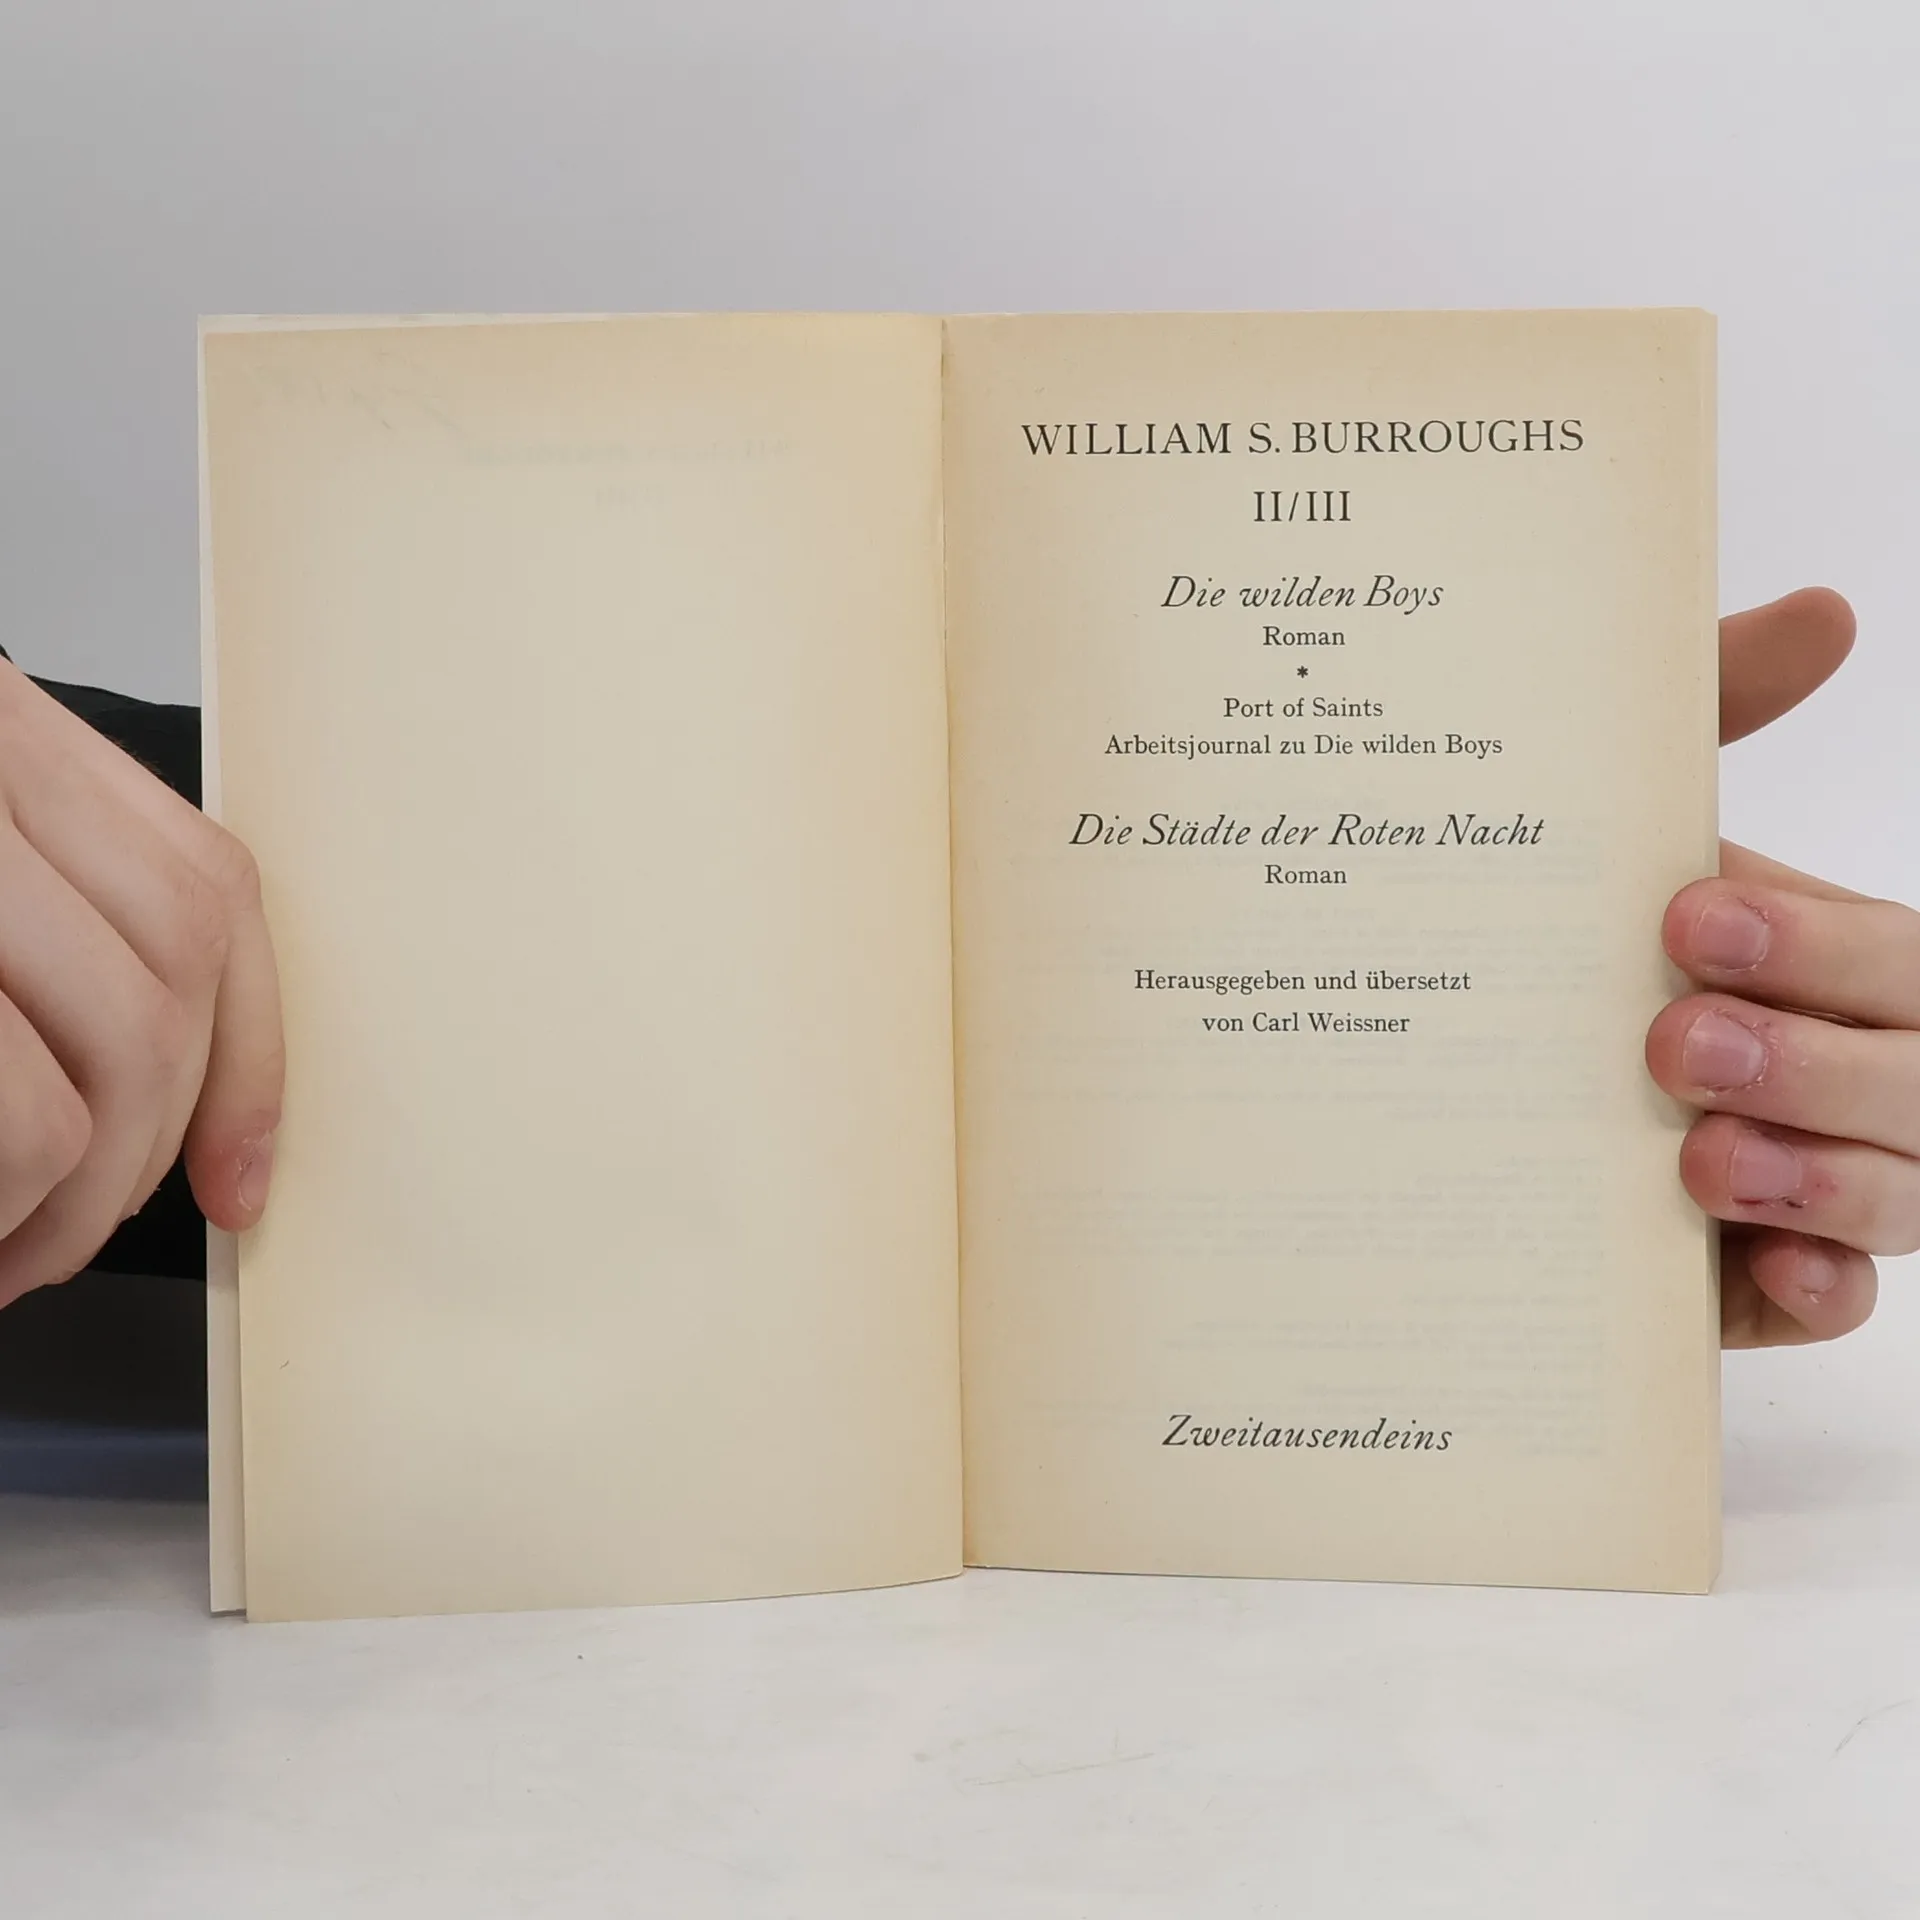 WILLIAM S. BURROUGHS
II/III
Die wilden Boys
Roman
*
Port of Saints
Arbeitsjournal zu Die wilden Boys
Die Städte der Roten Nacht
Roman
Herausgegeben und übersetzt
von Carl Weissner
Zweitausendeins